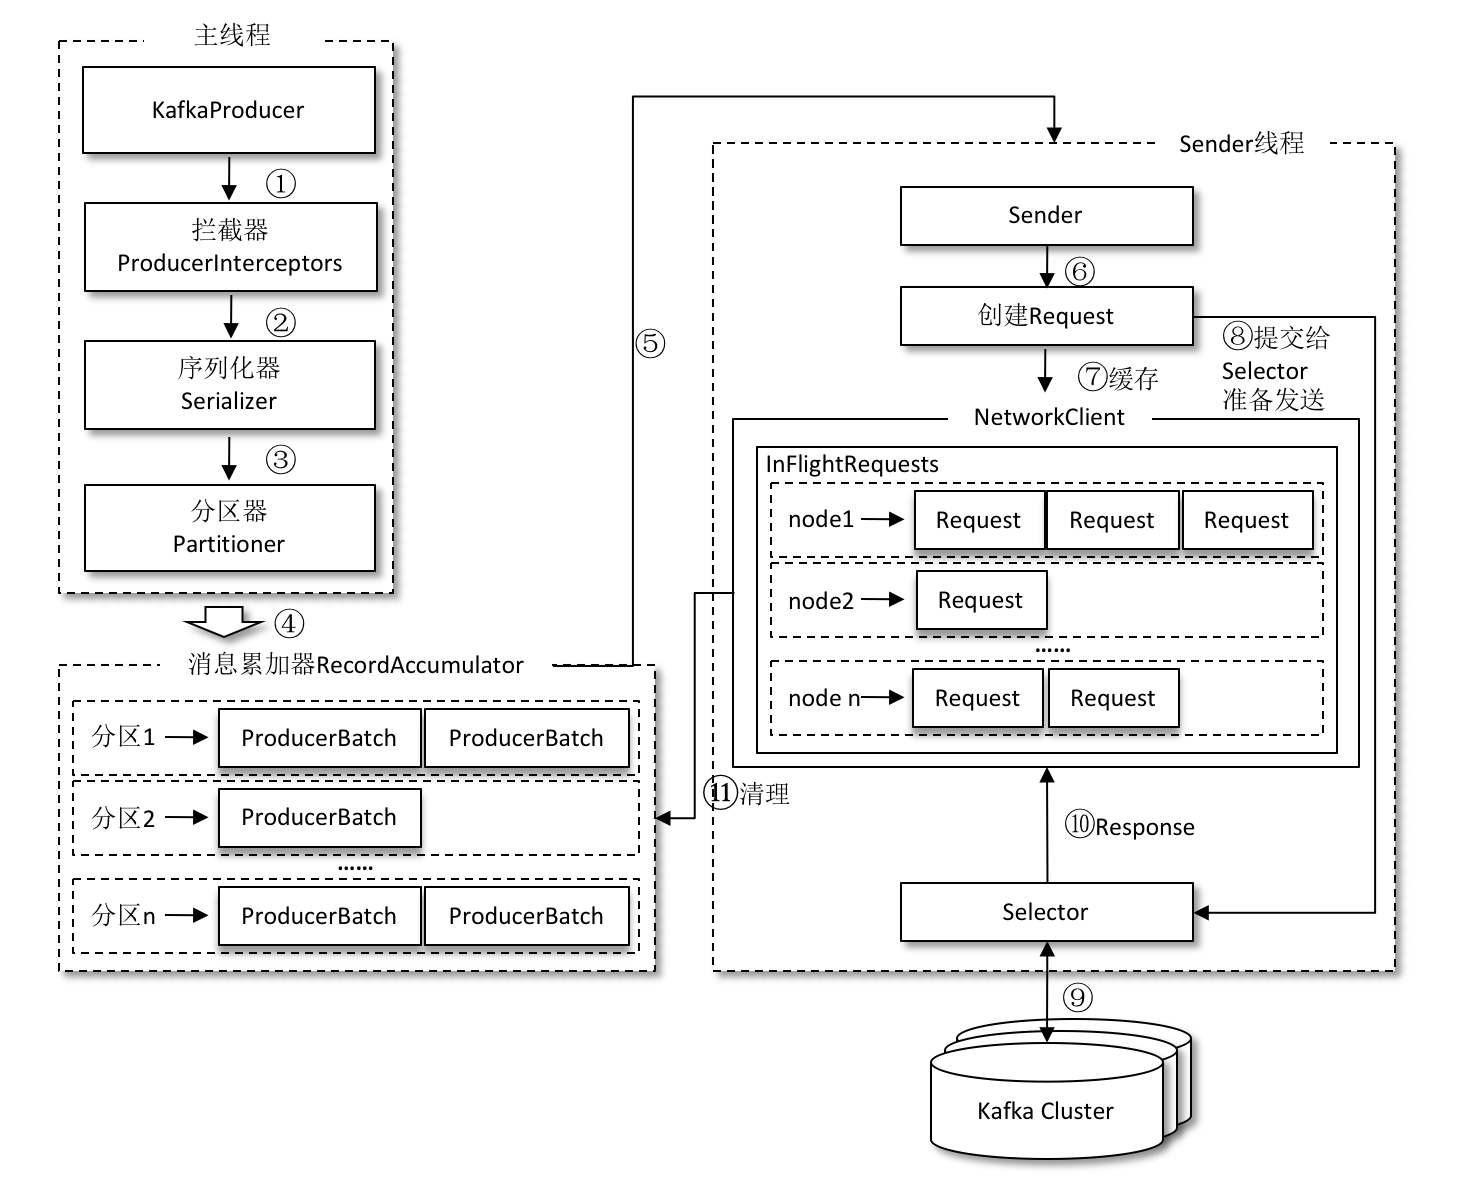 主线程
KafkaProducer
①
拦截器
ProducerInterceptors
②
序列化器
Serializer
③
分区器
Partitioner
④
消息累加器RecordAccumulator
分区1
ProducerBatch
ProducerBatch
分区2
ProducerBatch
......
分区n
ProducerBatch
ProducerBatch
⑤
Sender线程
Sender
⑥
创建Request
⑦缓存
⑧提交给
Selector
准备发送
NetworkClient
InFlightRequests
node1
Request
Request
Request
node2
Request
......
node n
Request
Request
⑪清理
⑩Response
Selector
⑨
Kafka Cluster